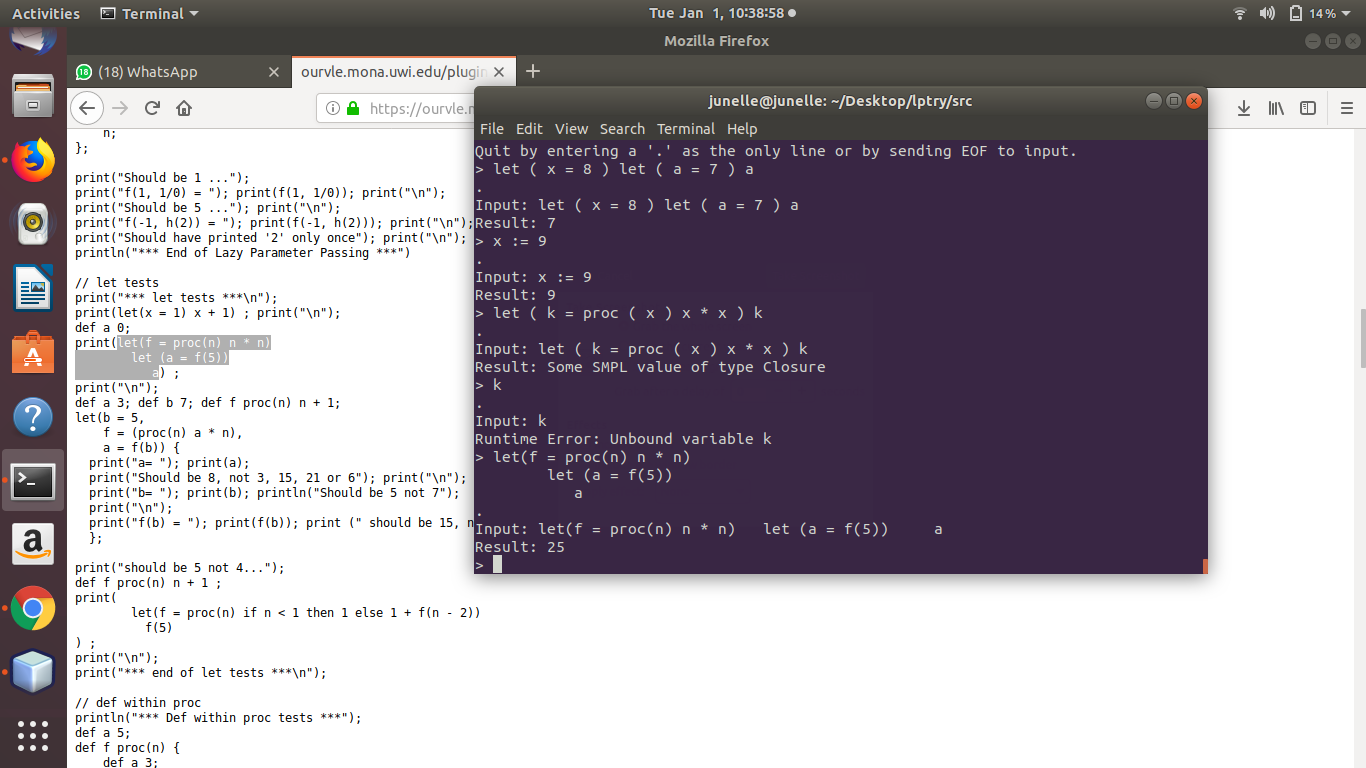 Activities Terminal Tue Jan 1, 10:38:58 14%
Mozilla Firefox
18 (18) WhatsApp ourvle.mona.uwi.edu/plugin
https://ourvle.m
n;
};
print("Should be 1 ...");
print("f(1, 1/0) = "); print(f(1, 1/0)); print("\n");
print("Should be 5 ..."); print("\n");
print("f(-1, h(2)) = "); print(f(-1, h(2))); print("\n");
print("Should have printed '2' only once"); print("\n");
println("*** End of Lazy Parameter Passing ***")
// let tests
print("*** let tests ***\n");
print(let(x = 1) x + 1) ; print("\n");
def a 0;
print(let(f = proc(n) n * n)
let (a = f(5))
a) ;
print("\n");
def a 3; def b 7; def f proc(n) n + 1;
let(b = 5,
f = (proc(n) a * n),
a = f(b)) {
print("a= "); print(a);
print("Should be 8, not 3, 15, 21 or 6"); print("\n");
print("b= "); print(b); println("Should be 5 not 7");
print("\n");
print("f(b) = "); print(f(b)); print (" should be 15, n
};
print("should be 5 not 4...");
def f proc(n) n + 1 ;
print(
let(f = proc(n) if n < 1 then 1 else 1 + f(n - 2))
f(5)
) ;
print("\n");
print("*** end of let tests ***\n");
// def within proc
println("*** Def within proc tests ***");
def a 5;
def f proc(n) {
def a 3;
junelle@junelle: ~/Desktop/lptry/src
File Edit View Search Terminal Help
Quit by entering a '.' as the only line or by sending EOF to input.
> let ( x = 8 ) let ( a = 7 ) a
.
Input: let ( x = 8 ) let ( a = 7 ) a
Result: 7
> x := 9
.
Input: x := 9
Result: 9
> let ( k = proc ( x ) x * x ) k
.
Input: let ( k = proc ( x ) x * x ) k
Result: Some SMPL value of type Closure
> k
.
Input: k
Runtime Error: Unbound variable k
> let(f = proc(n) n * n)
let (a = f(5))
a
.
Input: let(f = proc(n) n * n) let (a = f(5)) a
Result: 25
>